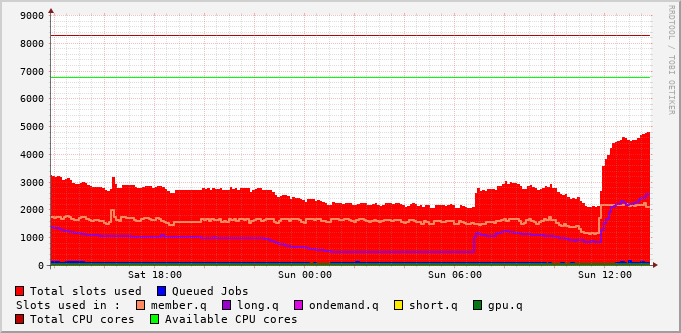 9000
8000
7000
6000
5000
4000
3000
2000
1000
0
Sat 18:00 Sun 00:00 Sun 06:00 Sun 12:00
RRDTOOL / TOBI OETIKER
Total slots used Queued Jobs
Slots used in : member.q long.q ondemand.q short.q gpu.q
Total CPU cores Available CPU cores